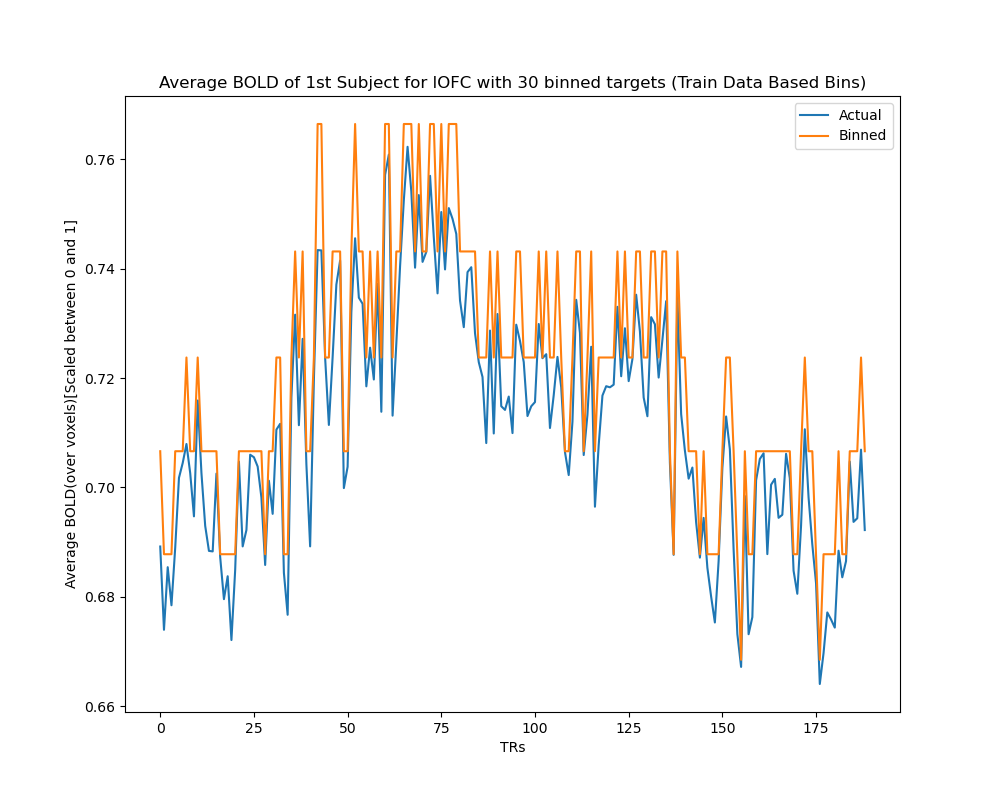 Average BOLD of 1st Subject for IOFC with 30 binned targets (Train Data Based Bins)
Actual
Binned
Average BOLD(over voxels)[Scaled between 0 and 1]
0.76
0.74
0.72
0.70
0.68
0.66
0 25 50 75 100 125 150 175
TRs